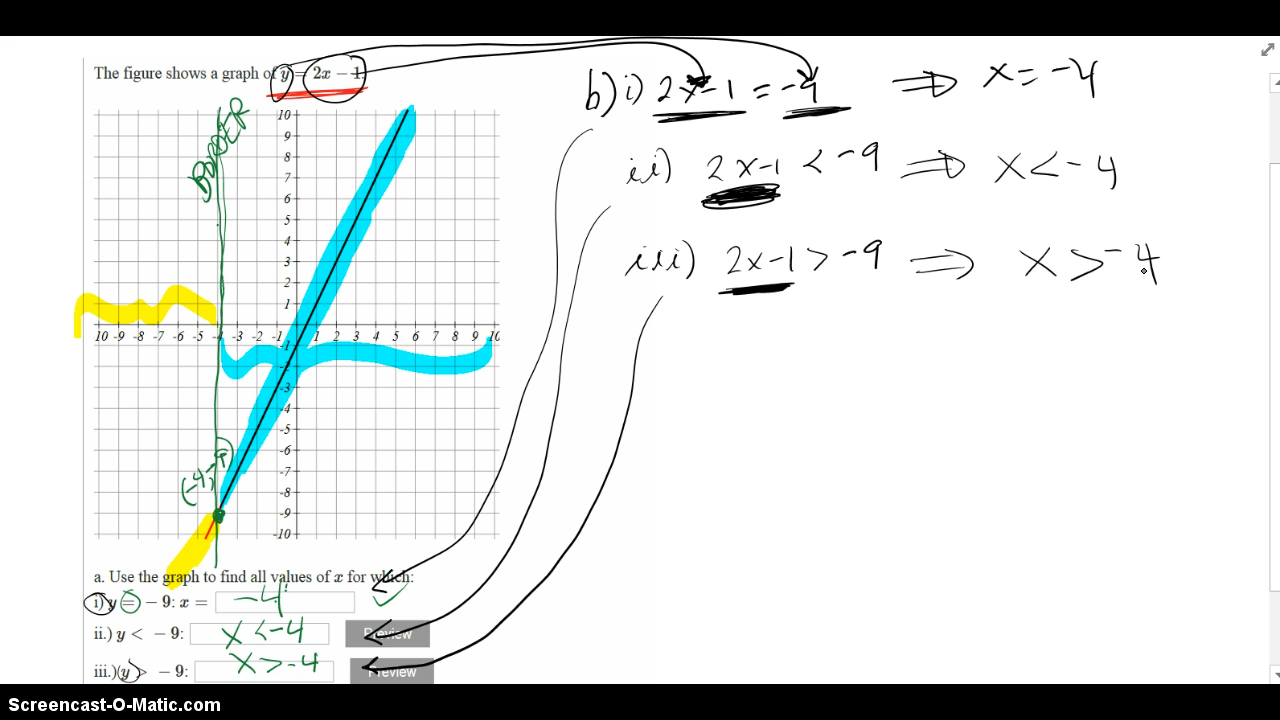 The figure shows a graph of y = 2x − 1
BORDER
10
9
8
7
6
5
4
3
2
1
10 -9 -8 -7 -6 -5 -4 -3 -2 -1 1 2 3 4 5 6 7 8 9 10
-1
-2
-3
-4
-5
-6
-7
-8
-9
-10
(-4,-9)
b) i) 2x-1 = -9 ⟹ x = -4
ii) 2x-1 < -9 ⟹ x < -4
iii) 2x-1 > -9 ⟹ x > -4
a. Use the graph to find all values of x for which:
i) y = − 9: x = -4 ✓
ii.) y < − 9: x < -4 Preview
iii.) y > − 9: x > -4 Preview
Screencast-O-Matic.com